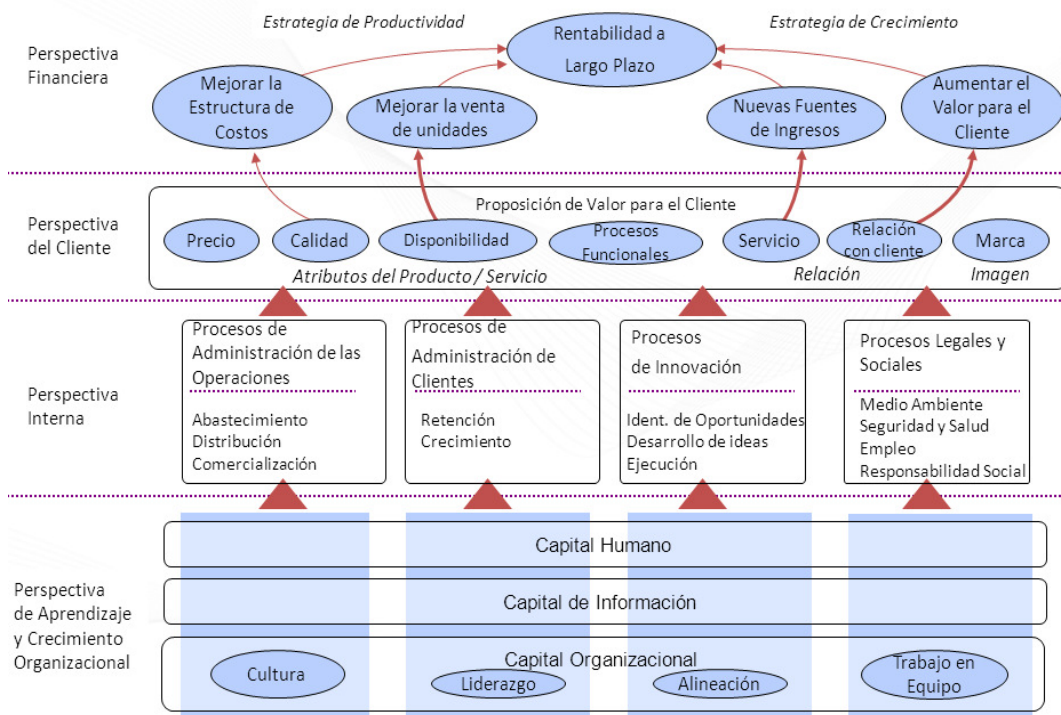 Estrategia de Productividad
Estrategia de Crecimiento
Perspectiva
Financiera
Rentabilidad a
Largo Plazo
Mejorar la
Estructura de
Costos
Mejorar la venta
de unidades
Nuevas Fuentes
de Ingresos
Aumentar el
Valor para el
Cliente
Perspectiva
del Cliente
Proposición de Valor para el Cliente
Precio
Calidad
Disponibilidad
Procesos
Funcionales
Servicio
Relación
con cliente
Marca
Atributos del Producto / Servicio
Relación
Imagen
Perspectiva
Interna
Procesos de
Administración de las
Operaciones
Abastecimiento
Distribución
Comercialización
Procesos de
Administración de
Clientes
Retención
Crecimiento
Procesos
de Innovación
Ident. de Oportunidades
Desarrollo de ideas
Ejecución
Procesos Legales y
Sociales
Medio Ambiente
Seguridad y Salud
Empleo
Responsabilidad Social
Perspectiva
de Aprendizaje
y Crecimiento
Organizacional
Capital Humano
Capital de Información
Capital Organizacional
Cultura
Liderazgo
Alineación
Trabajo en
Equipo